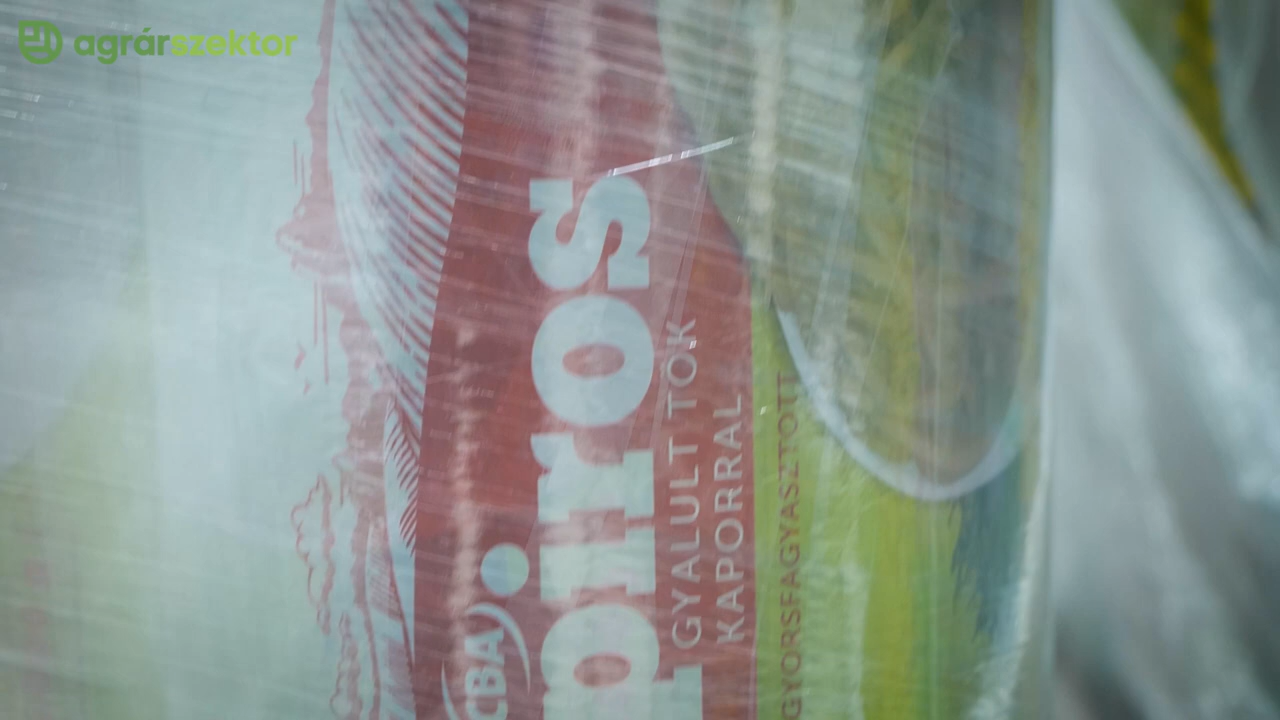 agrárszektor
CBA
piros
GYALULT TÖK
KAPORRAL
GYORSFAGYASZTOTT